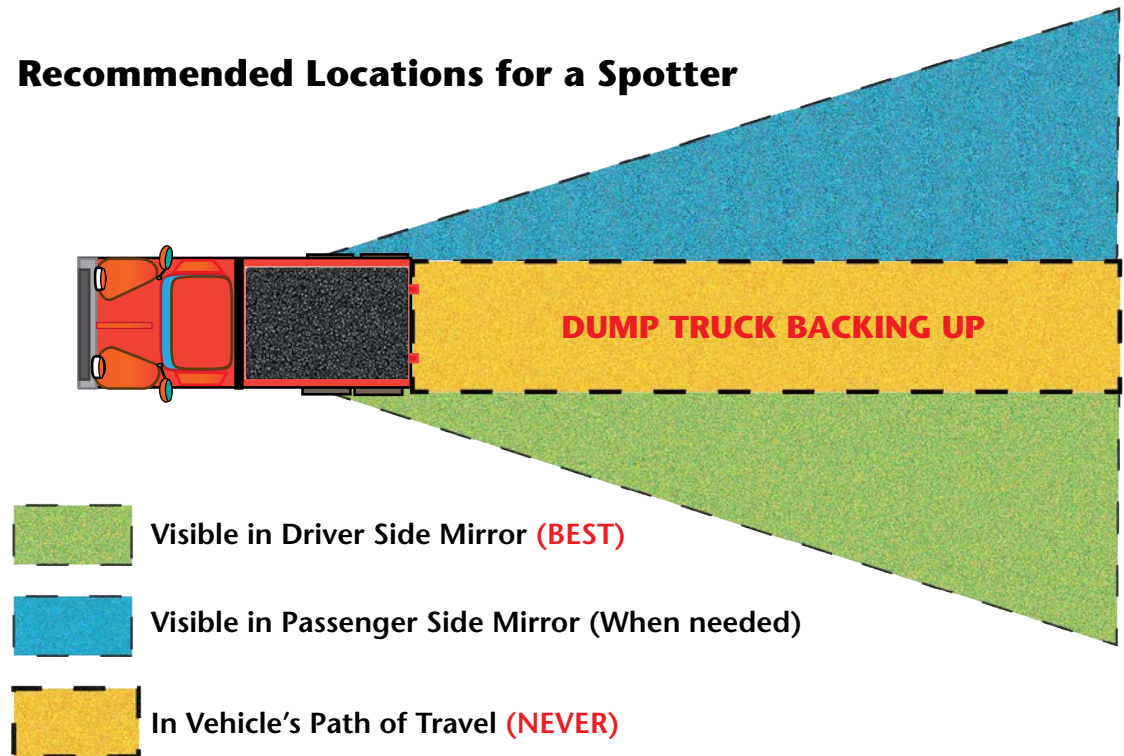 Recommended Locations for a Spotter
DUMP TRUCK BACKING UP
Visible in Driver Side Mirror (BEST)
Visible in Passenger Side Mirror (When needed)
In Vehicle’s Path of Travel (NEVER)